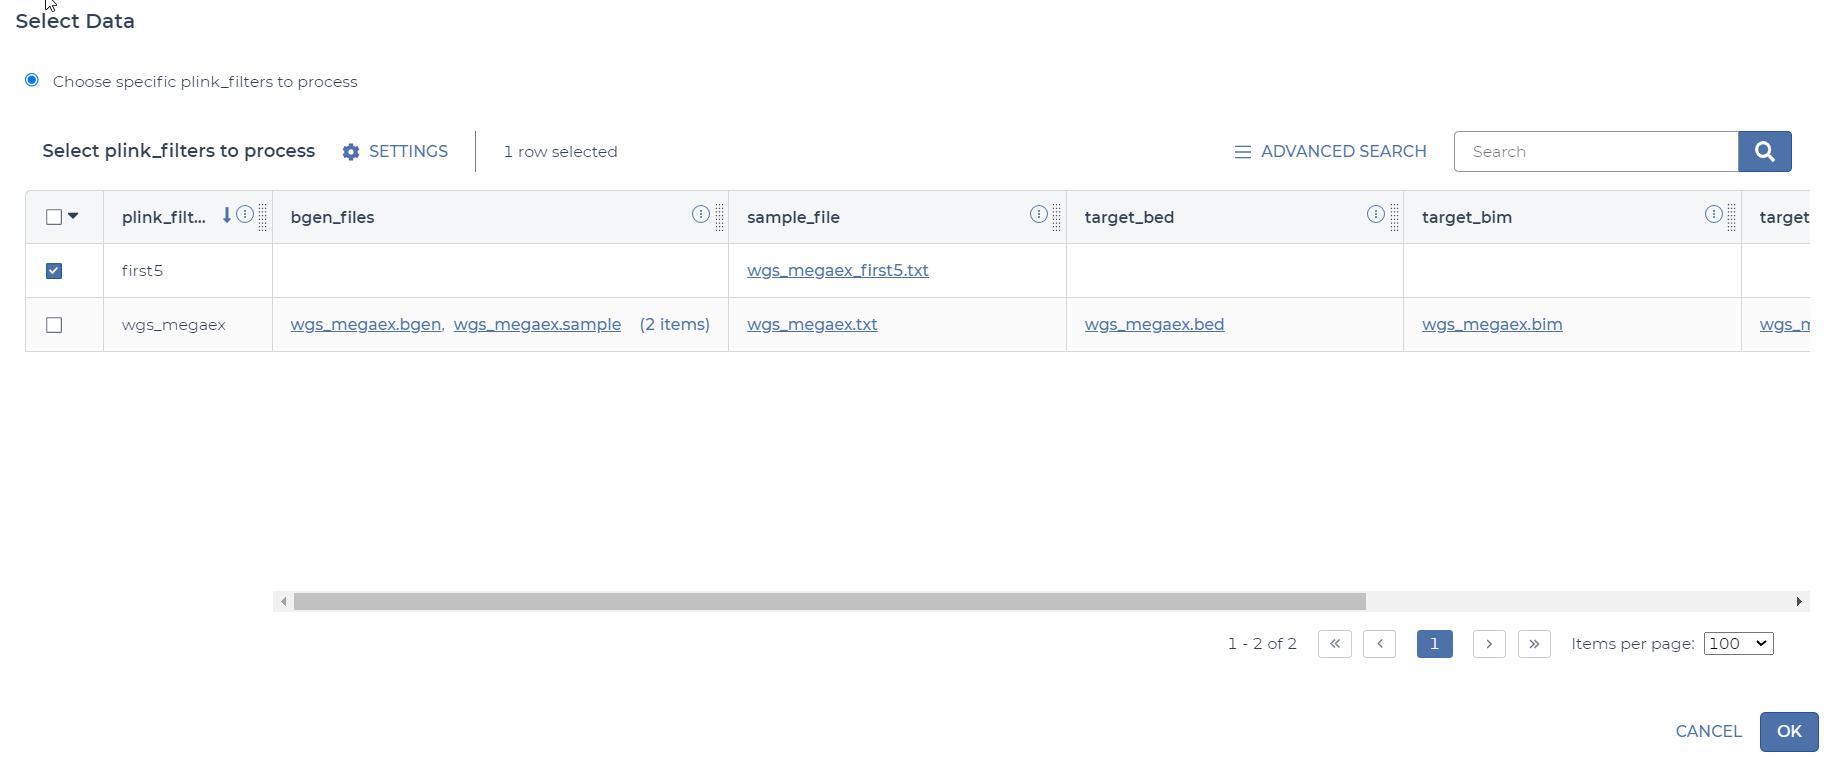 Select Data
Choose specific plink_filters to process
Select plink_filters to process SETTINGS 1 row selected ADVANCED SEARCH Search
plink_filt... bgen_files sample_file target_bed target_bim target
first5 wgs_megaex_first5.txt
wgs_megaex wgs_megaex.bgen, wgs_megaex.sample (2 items) wgs_megaex.txt wgs_megaex.bed wgs_megaex.bim
1 - 2 of 2 « ‹ 1 › » Items per page: 100
CANCEL OK